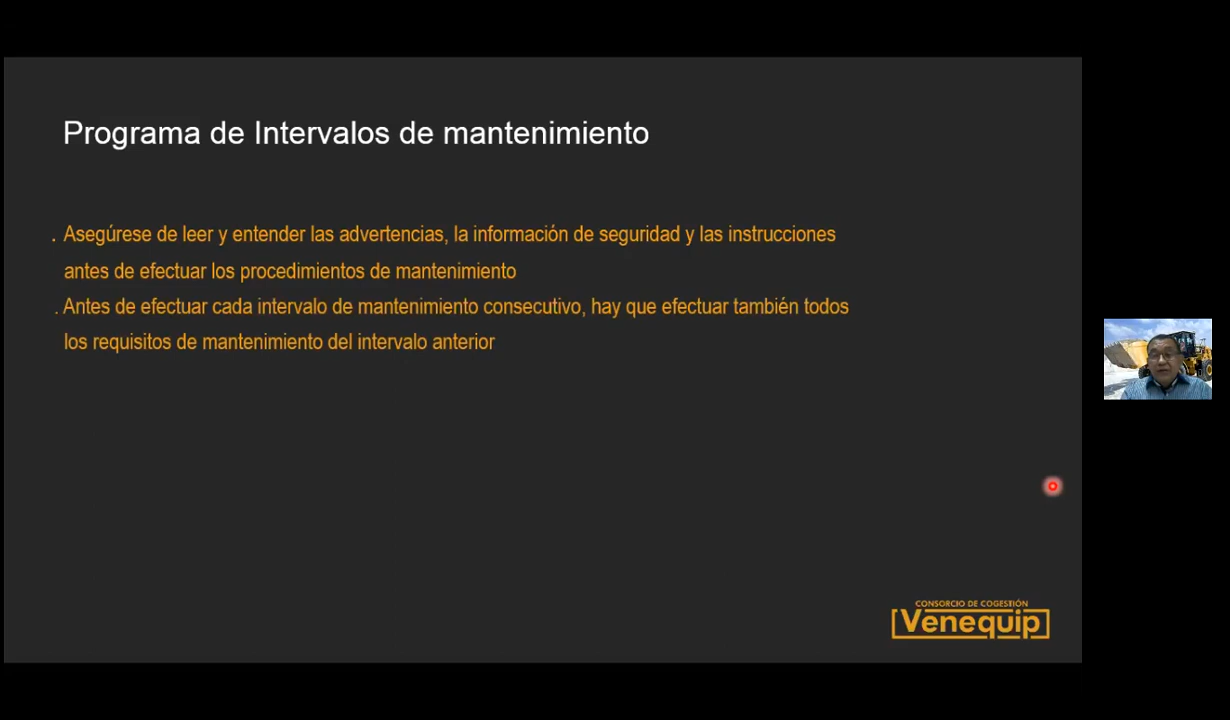 Programa de Intervalos de mantenimiento
. Asegúrese de leer y entender las advertencias, la información de seguridad y las instrucciones
antes de efectuar los procedimientos de mantenimiento
. Antes de efectuar cada intervalo de mantenimiento consecutivo, hay que efectuar también todos
los requisitos de mantenimiento del intervalo anterior
CONSORCIO DE COGESTIÓN
Venequip